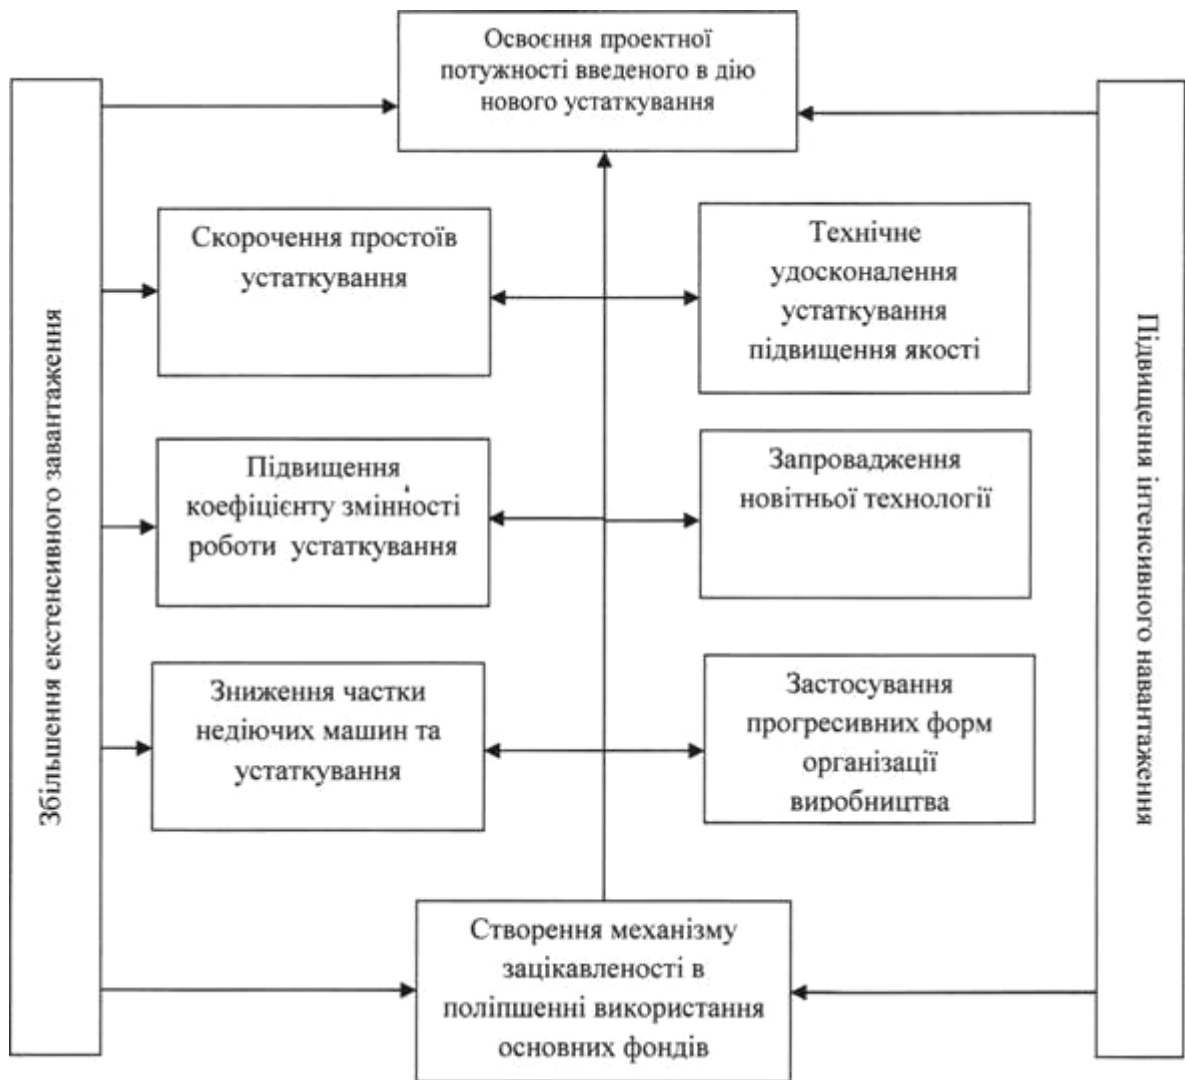 Освоєння проектної
потужності введеного в дію
нового устаткування
Збільшення екстенсивного завантаження
Скорочення простоїв
устаткування
Технічне
удосконалення
устаткування
підвищення якості
Підвищення
коефіцієнту змінності
роботи устаткування
Запровадження
новітньої технології
Зниження частки
недіючих машин та
устаткування
Застосування
прогресивних форм
організації
виробництва
Створення механізму
зацікавленості в
поліпшенні використання
основних фондів
Підвищення інтенсивного навантаження